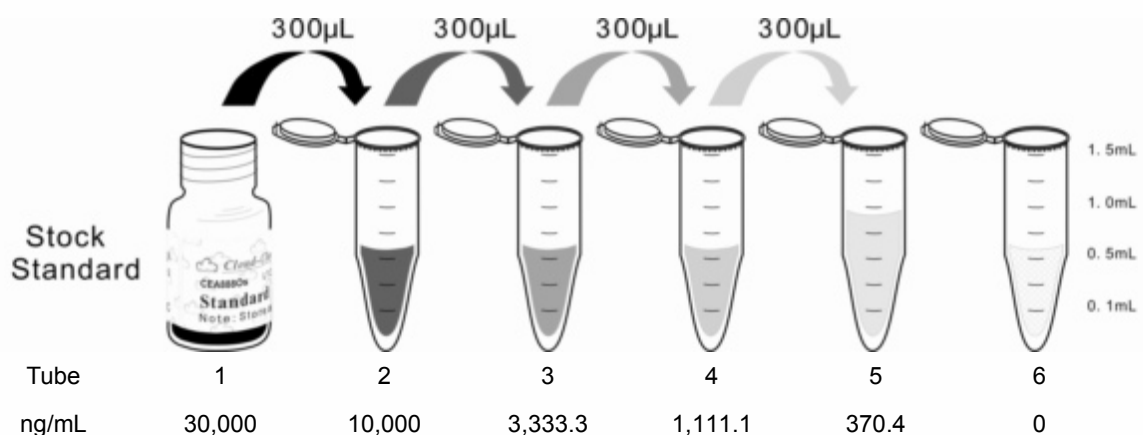 300µL 300µL 300µL 300µL
1. 5mL
1. 0mL
Stock
Standard
0. 5mL
0. 1mL
Standard
Tube 1 2 3 4 5 6
ng/mL 30,000 10,000 3,333.3 1,111.1 370.4 0